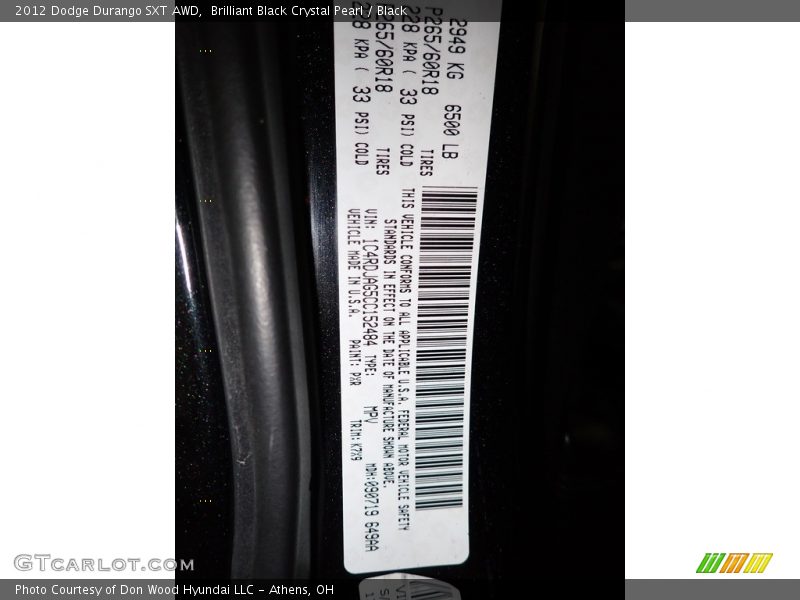 2012 Dodge Durango SXT AWD,  Brilliant Black Crystal Pearl / Black
2949 KG   6500 LB
P265/60R18   TIRES
228 KPA ( 33 PSI) COLD
265/60R18   TIRES
228 KPA ( 33 PSI) COLD
THIS VEHICLE CONFORMS TO ALL APPLICABLE U.S.A. FEDERAL MOTOR VEHICLE SAFETY
STANDARDS IN EFFECT ON THE DATE OF MANUFACTURE SHOWN ABOVE.
VIN: 1C4RDJAG5CC152484 TYPE: MPV MDH:090719 649AA
VEHICLE MADE IN U.S.A. PAINT: PXR TRIM:K7X9
GTCarLot.com
Photo Courtesy of Don Wood Hyundai LLC – Athens, OH